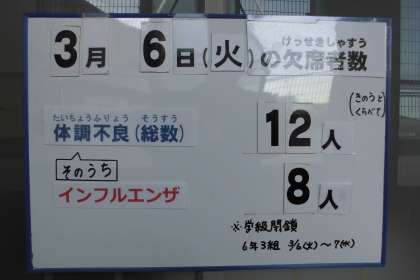 けっせきしゃすう
3月 6日(火)の欠席者数
(きのうと
くらべて)
たいちょうふりょう そうすう
体調不良(総数) 12人
そのうち
インフルエンザ 8人
※学級閉鎖
6年3組 3/6(火)～7(水)